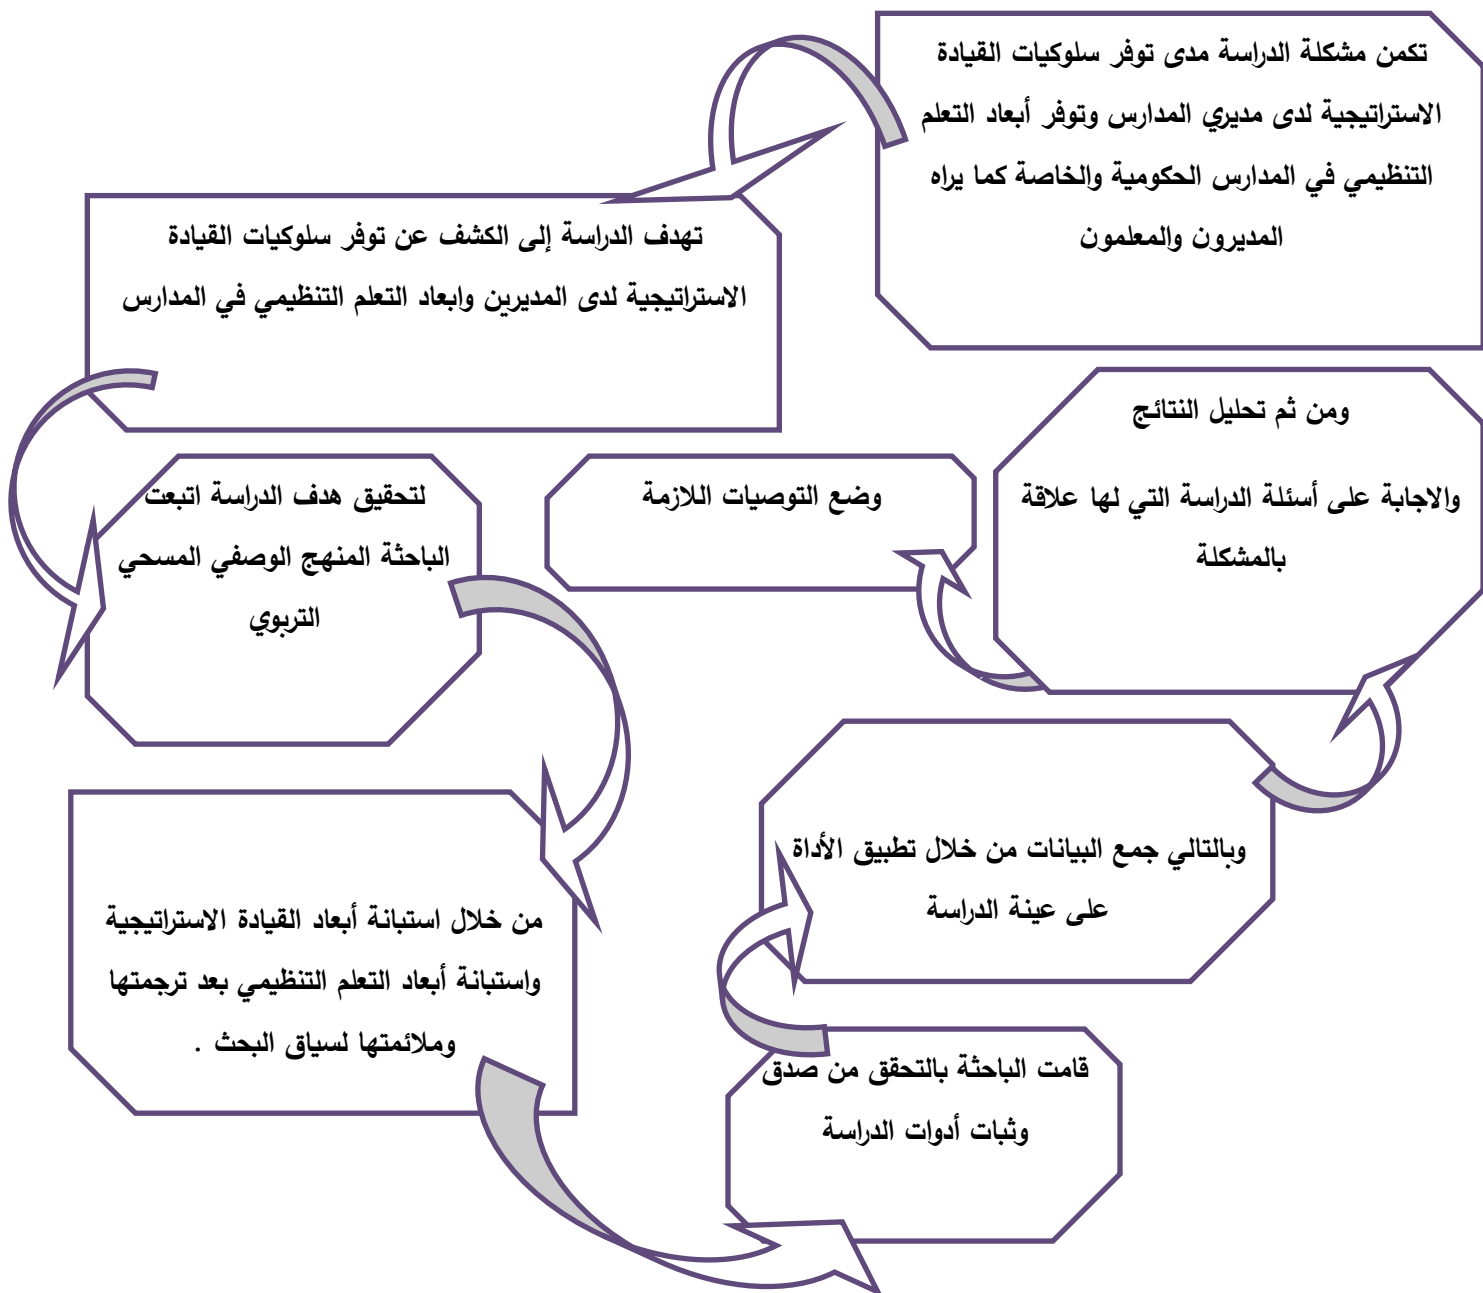 تكمن مشكلة الدراسة مدى توفر سلوكيات القيادة
الاستراتيجية لدى مديري المدارس وتوفر أبعاد التعلم
التنظيمي في المدارس الحكومية والخاصة كما يراه
المديرون والمعلمون
تهدف الدراسة إلى الكشف عن توفر سلوكيات القيادة
الاستراتيجية لدى المديرين وابعاد التعلم التنظيمي في المدارس
لتحقيق هدف الدراسة اتبعت
الباحثة المنهج الوصفي المسحي
التربوي
من خلال استبانة أبعاد القيادة الاستراتيجية
واستبانة أبعاد التعلم التنظيمي بعد ترجمتها
وملائمتها لسياق البحث .
قامت الباحثة بالتحقق من صدق
وثبات أدوات الدراسة
وبالتالي جمع البيانات من خلال تطبيق الأداة
على عينة الدراسة
ومن ثم تحليل النتائج
والاجابة على أسئلة الدراسة التي لها علاقة
بالمشكلة
وضع التوصيات اللازمة